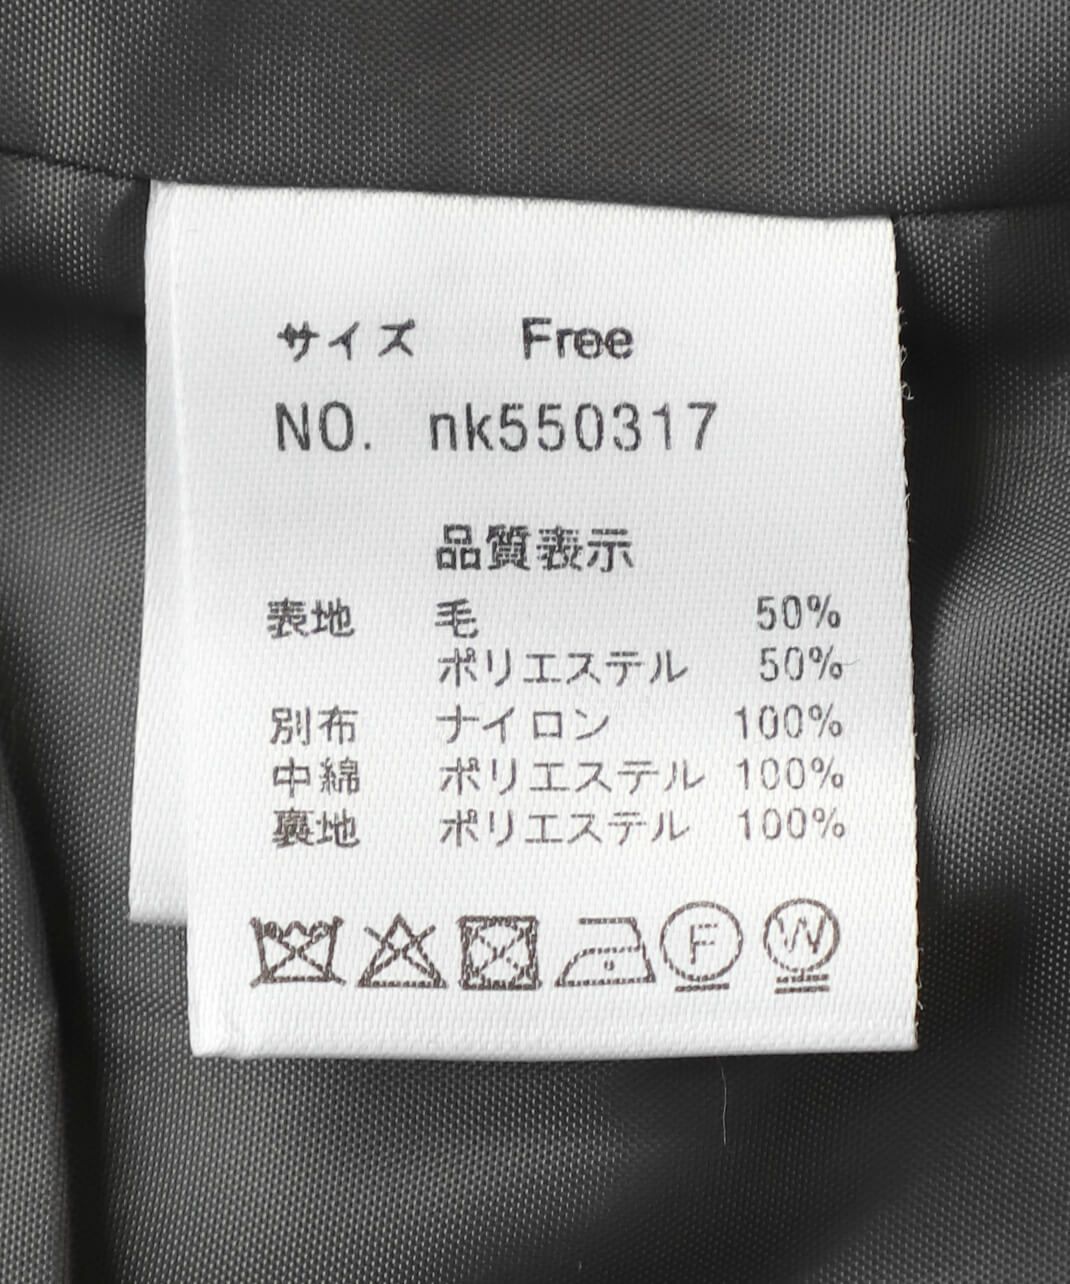 サイズ Free
NO. nk550317
品質表示
表地 毛 50%
ポリエステル 50%
別布 ナイロン 100%
中綿 ポリエステル 100%
裏地 ポリエステル 100%
F W